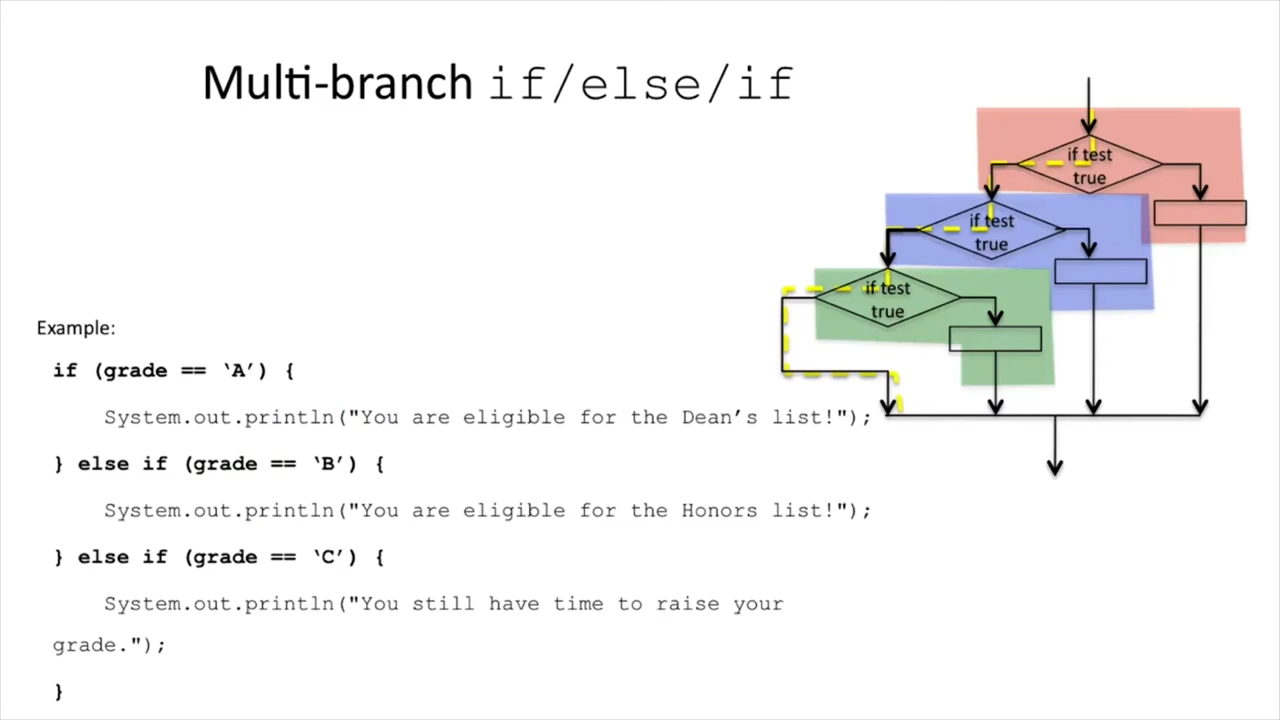 Multi-branch if/else/if
if test
true
if test
true
if test
true
Example:
if (grade == ‘A’) {
System.out.println("You are eligible for the Dean’s list!");
} else if (grade == ‘B’) {
System.out.println("You are eligible for the Honors list!");
} else if (grade == ‘C’) {
System.out.println("You still have time to raise your
grade.");
}